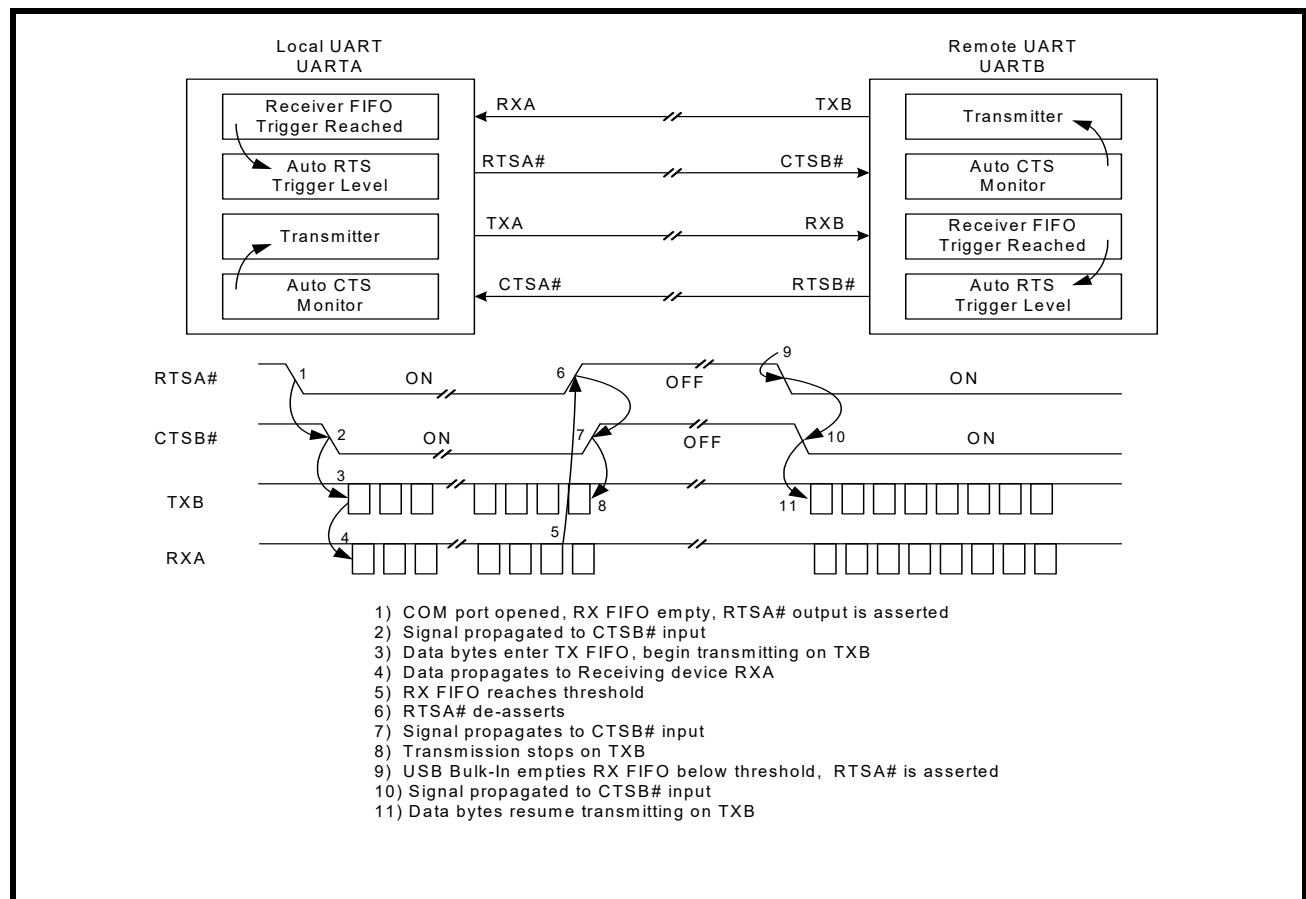 Local UART
UARTA
Remote UART
UARTB
Receiver FIFO
Trigger Reached
Auto RTS
Trigger Level
Transmitter
Auto CTS
Monitor
RXA
TXB
RTSA#
CTSB#
TXA
RXB
CTSA#
RTSB#
Transmitter
Auto CTS
Monitor
Receiver FIFO
Trigger Reached
Auto RTS
Trigger Level
RTSA#
1
ON
6
OFF
9
ON
CTSB#
2
ON
7
OFF
10
ON
TXB
3
8
11
RXA
4
5
1) COM port opened, RX FIFO empty, RTSA# output is asserted
2) Signal propagated to CTSB# input
3) Data bytes enter TX FIFO, begin transmitting on TXB
4) Data propagates to Receiving device RXA
5) RX FIFO reaches threshold
6) RTSA# de-asserts
7) Signal propagates to CTSB# input
8) Transmission stops on TXB
9) USB Bulk-In empties RX FIFO below threshold, RTSA# is asserted
10) Signal propagated to CTSB# input
11) Data bytes resume transmitting on TXB